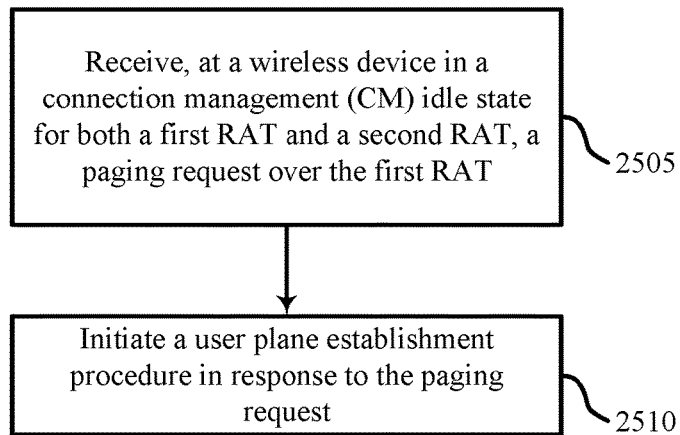 Receive, at a wireless device in a
connection management (CM) idle state
for both a first RAT and a second RAT, a
paging request over the first RAT
2505
Initiate a user plane establishment
procedure in response to the paging
request
2510